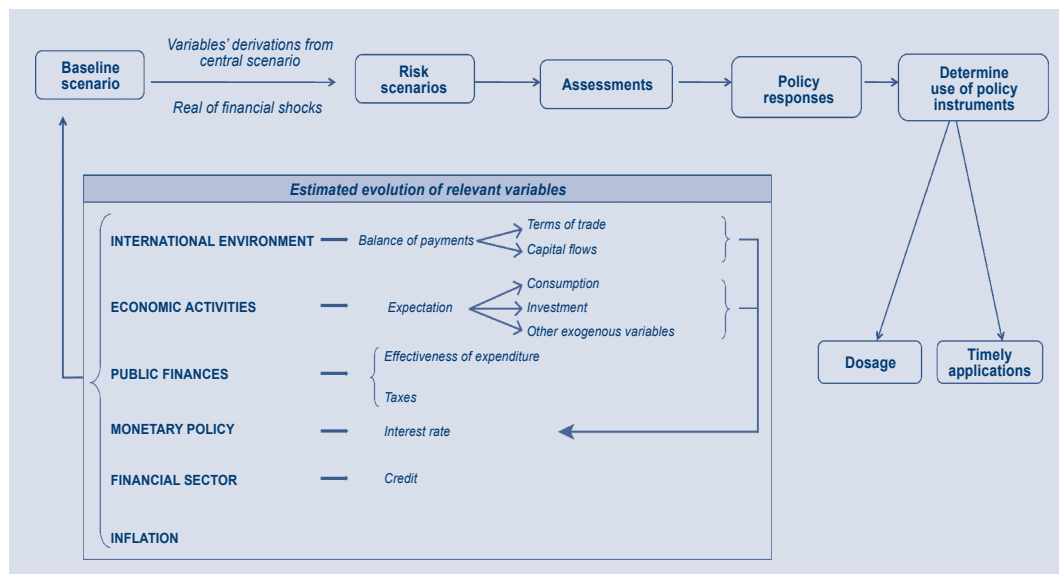 Baseline
scenario
Variables’ derivations from
central scenario
Real of financial shocks
Risk
scenarios
Assessments
Policy
responses
Determine
use of policy
instruments
Dosage
Timely
applications
Estimated evolution of relevant variables
INTERNATIONAL ENVIRONMENT
Balance of payments
Terms of trade
Capital flows
ECONOMIC ACTIVITIES
Expectation
Consumption
Investment
Other exogenous variables
PUBLIC FINANCES
Effectiveness of expenditure
Taxes
MONETARY POLICY
Interest rate
FINANCIAL SECTOR
Credit
INFLATION